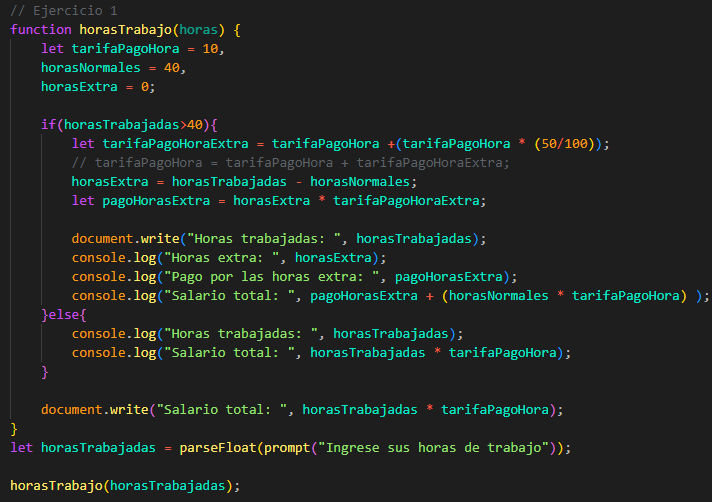 // Ejercicio 1
function horasTrabajo(horas) {
    let tarifaPagoHora = 10,
    horasNormales = 40,
    horasExtra = 0;

    if(horasTrabajadas>40){
        let tarifaPagoHoraExtra = tarifaPagoHora +(tarifaPagoHora * (50/100));
        // tarifaPagoHora = tarifaPagoHora + tarifaPagoHoraExtra;
        horasExtra = horasTrabajadas - horasNormales;
        let pagoHorasExtra = horasExtra * tarifaPagoHoraExtra;

        document.write("Horas trabajadas: ", horasTrabajadas);
        console.log("Horas extra: ", horasExtra);
        console.log("Pago por las horas extra: ", pagoHorasExtra);
        console.log("Salario total: ", pagoHorasExtra + (horasNormales * tarifaPagoHora) );
    }else{
        console.log("Horas trabajadas: ", horasTrabajadas);
        console.log("Salario total: ", horasTrabajadas * tarifaPagoHora);
    }

    document.write("Salario total: ", horasTrabajadas * tarifaPagoHora);
}
let horasTrabajadas = parseFloat(prompt("Ingrese sus horas de trabajo"));

horasTrabajo(horasTrabajadas);